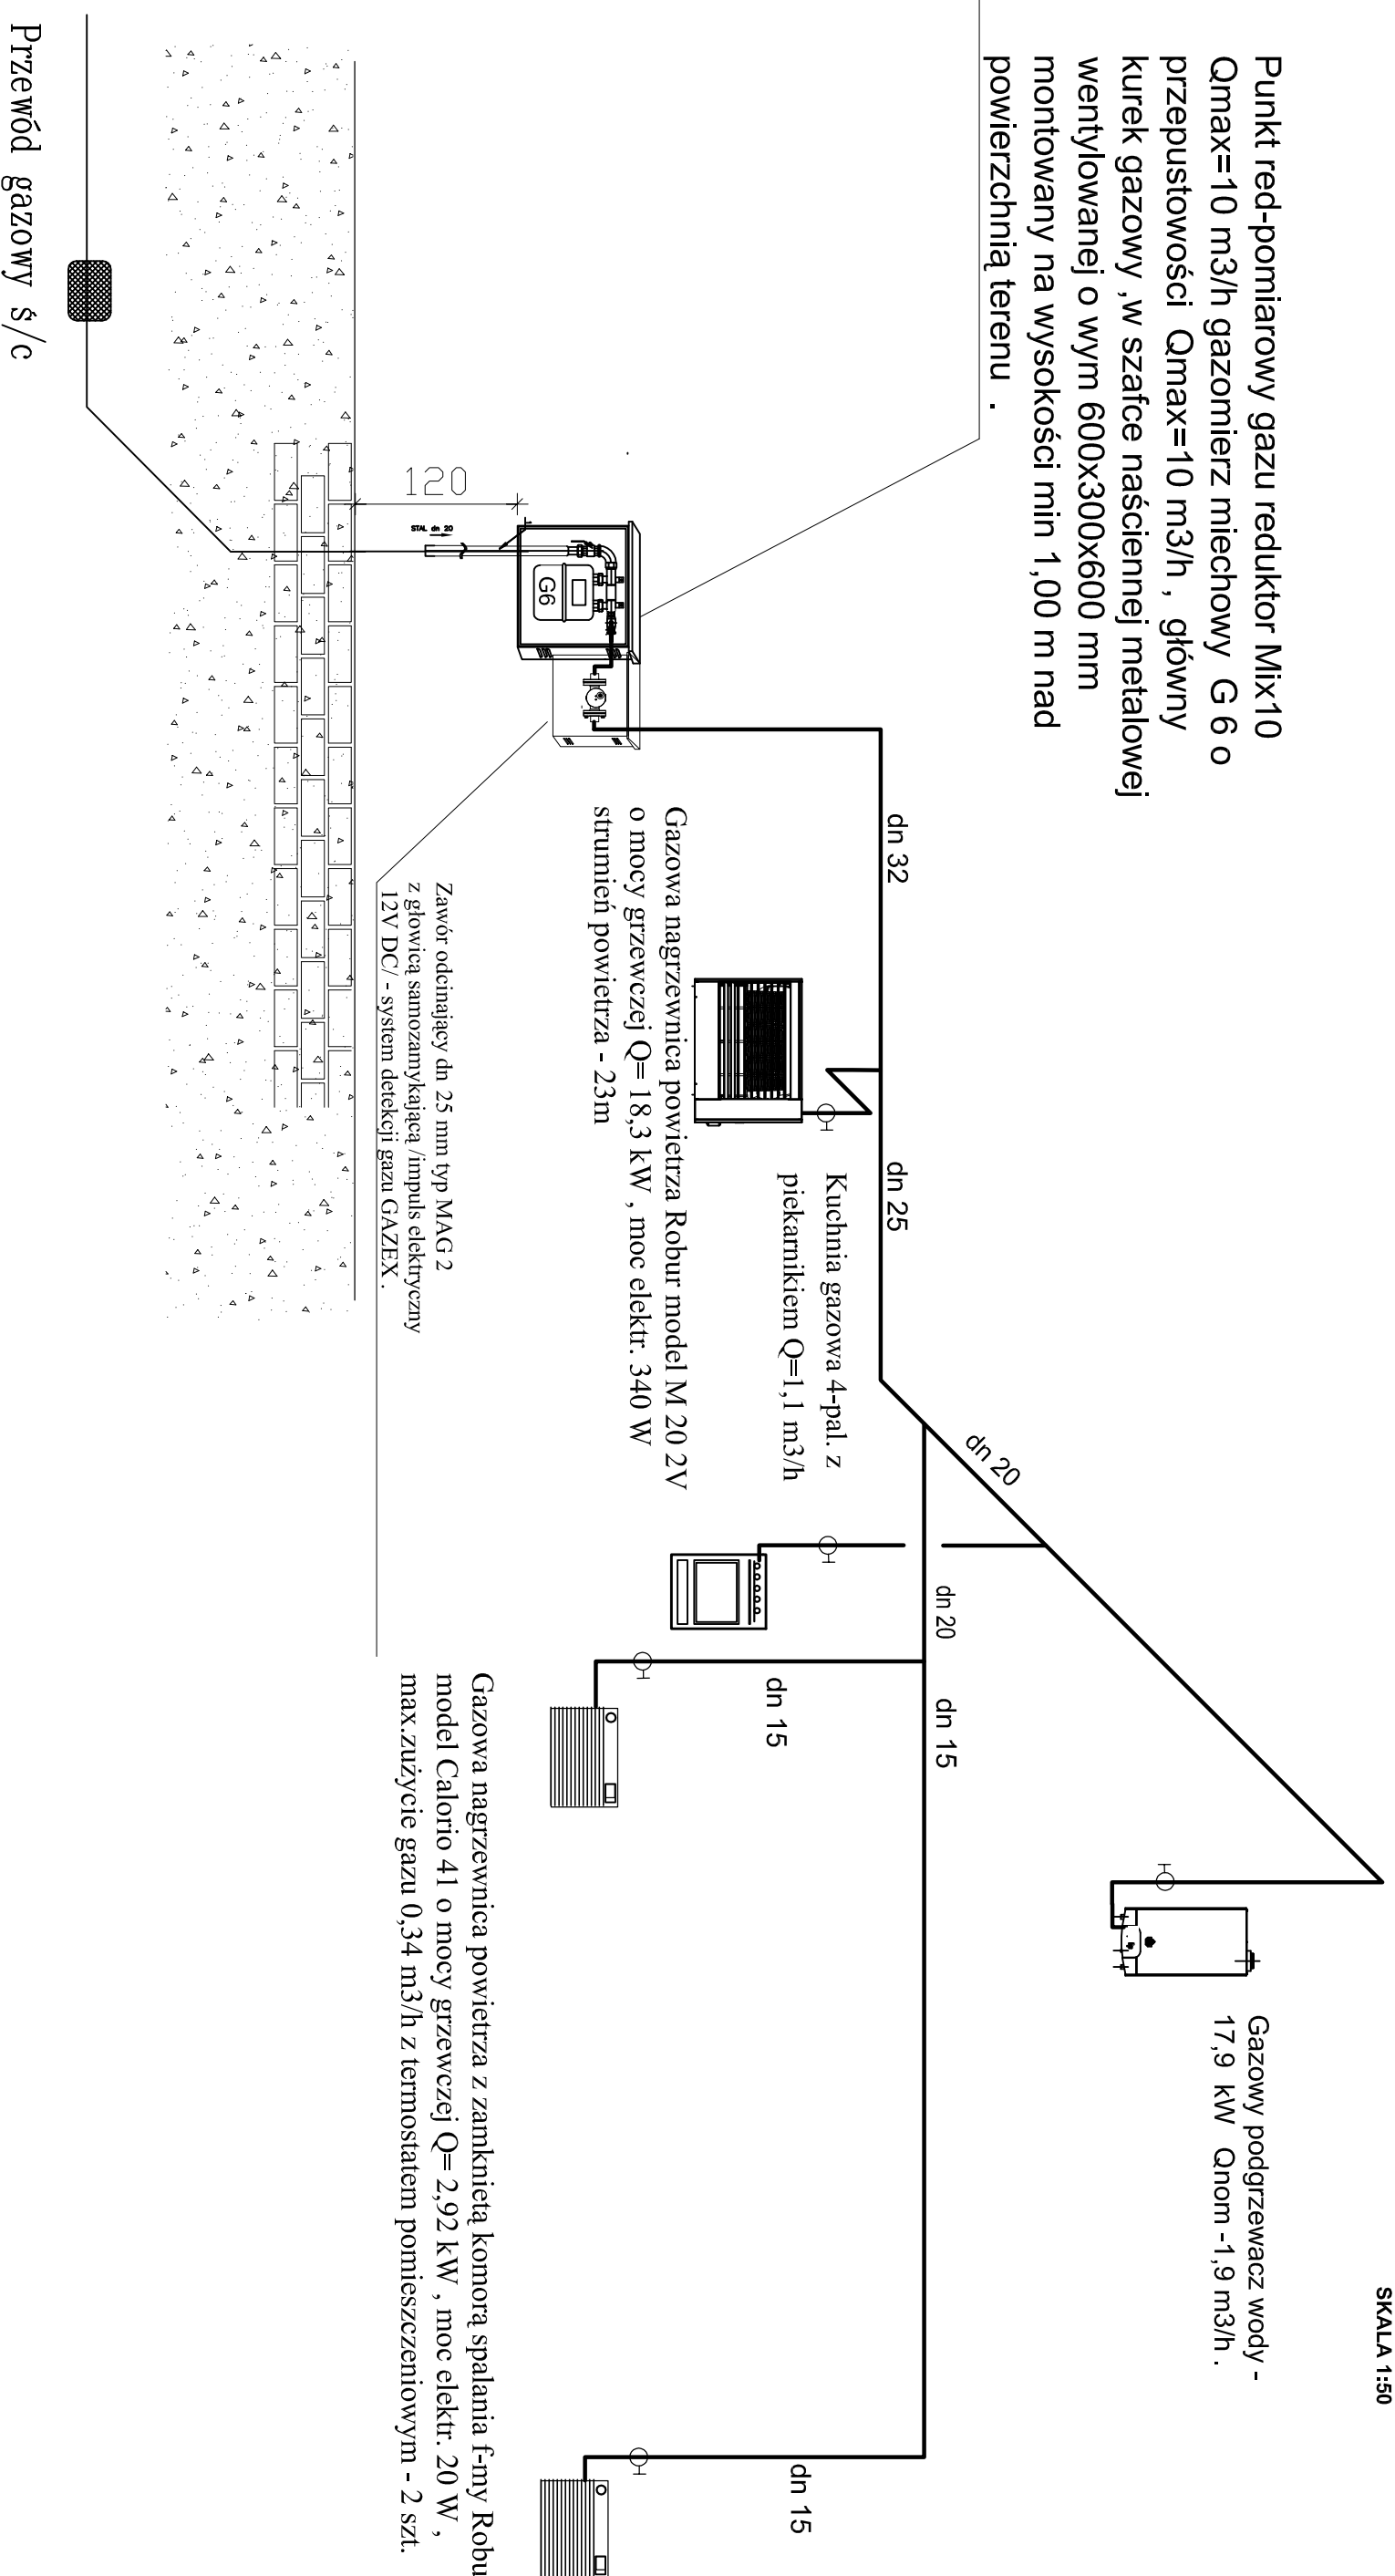 SKALA 1:50
Punkt red-pomiarowy gazu reduktor Mix10
Qmax=10 m3/h gazomierz miechowy G 6 o
przepustowości Qmax=10 m3/h , główny
kurek gazowy ,w szafce naściennej metalowej
wentylowanej o wym 600x300x600 mm
montowany na wysokości min 1,00 m nad
powierzchnią terenu .
Gazowy podgrzewacz wody -
17,9 kW Qnom -1,9 m3/h .
dn 32
dn 25
dn 20
dn 20
dn 15
dn 15
dn 15
Kuchnia gazowa 4-pal. z
piekarnikiem Q=1,1 m3/h
Gazowa nagrzewnica powietrza Robur model M 20 2V
o mocy grzewczej Q= 18,3 kW , moc elektr. 340 W
strumień powietrza - 23m
G6
120
STAL dn 20
Zawór odcinający dn 25 mm typ MAG 2
z głowicą samozamykającą /impuls elektryczny
12V DC/ - system detekcji gazu GAZEX .
Gazowa nagrzewnica powietrza z zamknietą komorą spalania f-my Robu
model Calorio 41 o mocy grzewczej Q= 2,92 kW , moc elektr. 20 W ,
max.zużycie gazu 0,34 m3/h z termostatem pomieszczeniowym - 2 szt.
Przewód gazowy ś/c